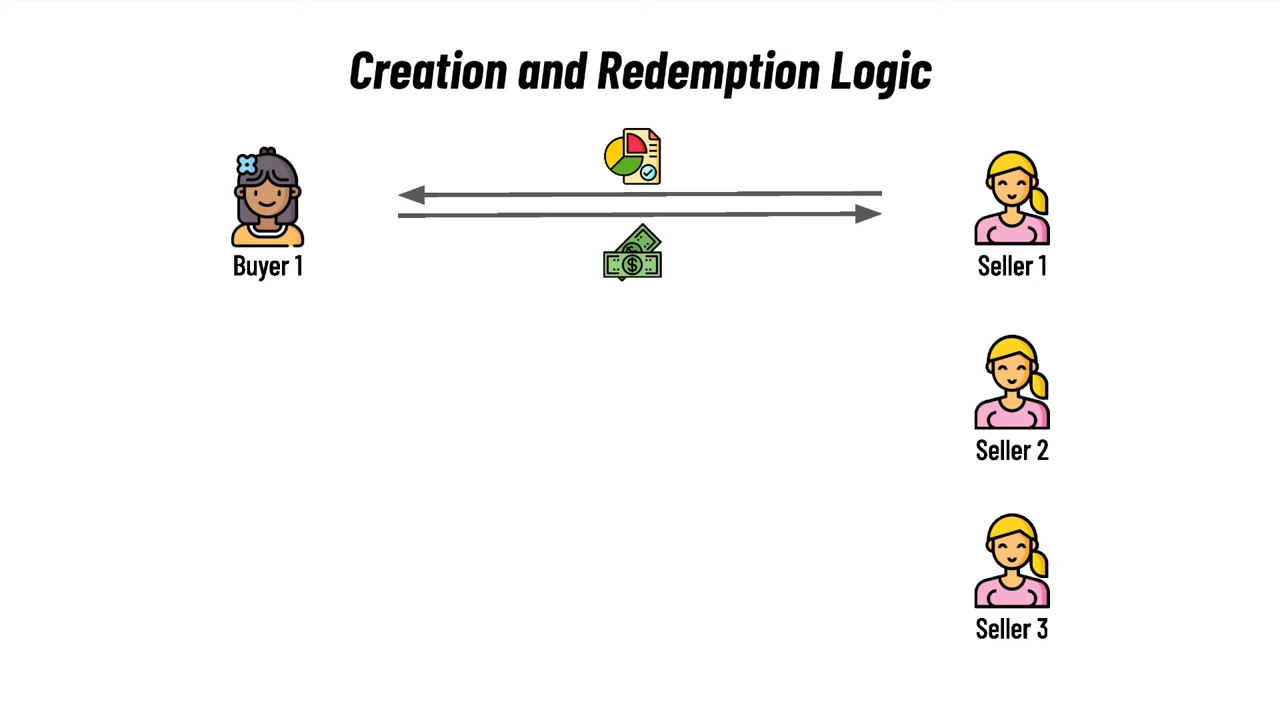 Creation and Redemption Logic
Buyer 1
Seller 1
Seller 2
Seller 3